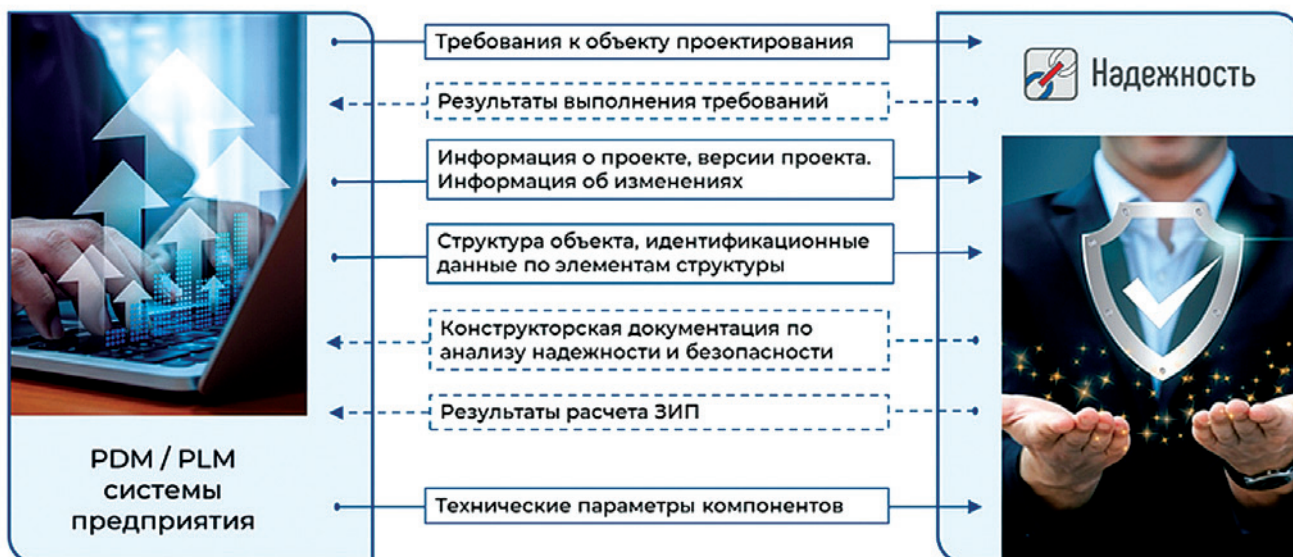 Требования к объекту проектирования
Надежность
Результаты выполнения требований
Информация о проекте, версии проекта.
Информация об изменениях
Структура объекта, идентификационные
данные по элементам структуры
Конструкторская документация по
анализу надежности и безопасности
Результаты расчета ЗИП
PDM / PLM
системы
предприятия
Технические параметры компонентов